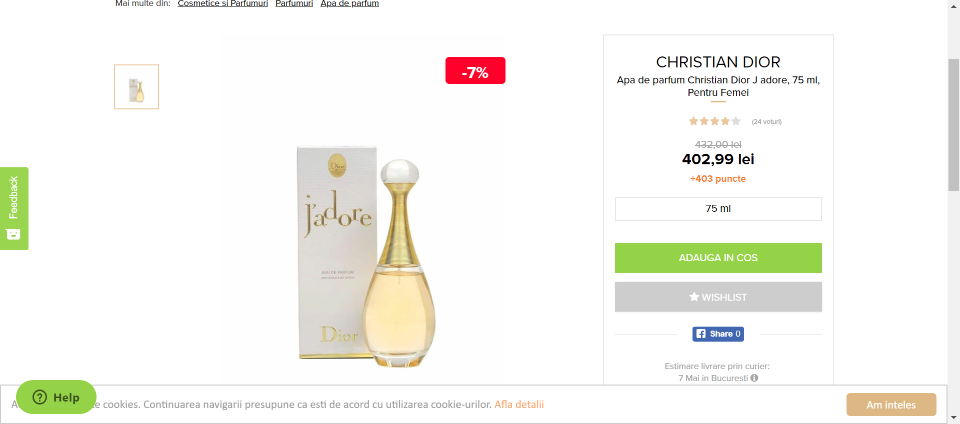 Mai multe din: Cosmetice si Parfumuri Parfumuri Apa de parfum
-7%
CHRISTIAN DIOR
Apa de parfum Christian Dior J adore, 75 ml,
Pentru Femei
(24 voturi)
432,00 lei
402,99 lei
+403 puncte
75 ml
ADAUGA IN COS
WISHLIST
Share 0
Estimare livrare prin curier:
7 Mai in Bucuresti
Feedback
Dior
j'adore
EAU DE PARFUM
Dior
Help
te cookies. Continuarea navigarii presupune ca esti de acord cu utilizarea cookie-urilor. Afla detalii
Am inteles